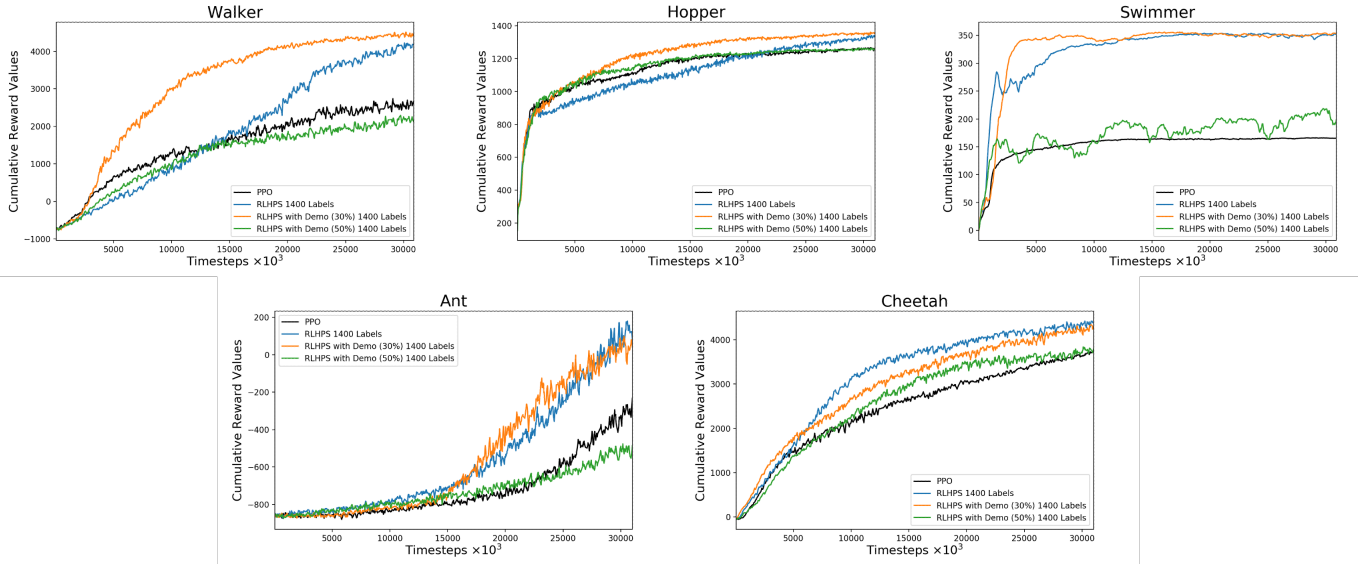 Walker
Cumulative Reward Values
4000
3000
2000
1000
0
−1000
5000 10000 15000 20000 25000 30000
Timesteps ×10³
PPO
RLHPS 1400 Labels
RLHPS with Demo (30%) 1400 Labels
RLHPS with Demo (50%) 1400 Labels
Hopper
Cumulative Reward Values
1400
1200
1000
800
600
400
200
5000 10000 15000 20000 25000 30000
Timesteps ×10³
PPO
RLHPS 1400 Labels
RLHPS with Demo (30%) 1400 Labels
RLHPS with Demo (50%) 1400 Labels
Swimmer
Cumulative Reward Values
350
300
250
200
150
100
50
0
5000 10000 15000 20000 25000 30000
Timesteps ×10³
PPO
RLHPS 1400 Labels
RLHPS with Demo (30%) 1400 Labels
RLHPS with Demo (50%) 1400 Labels
Ant
Cumulative Reward Values
200
0
−200
−400
−600
−800
5000 10000 15000 20000 25000 30000
Timesteps ×10³
PPO
RLHPS 1400 Labels
RLHPS with Demo (30%) 1400 Labels
RLHPS with Demo (50%) 1400 Labels
Cheetah
Cumulative Reward Values
4000
3000
2000
1000
0
5000 10000 15000 20000 25000 30000
Timesteps ×10³
PPO
RLHPS 1400 Labels
RLHPS with Demo (30%) 1400 Labels
RLHPS with Demo (50%) 1400 Labels